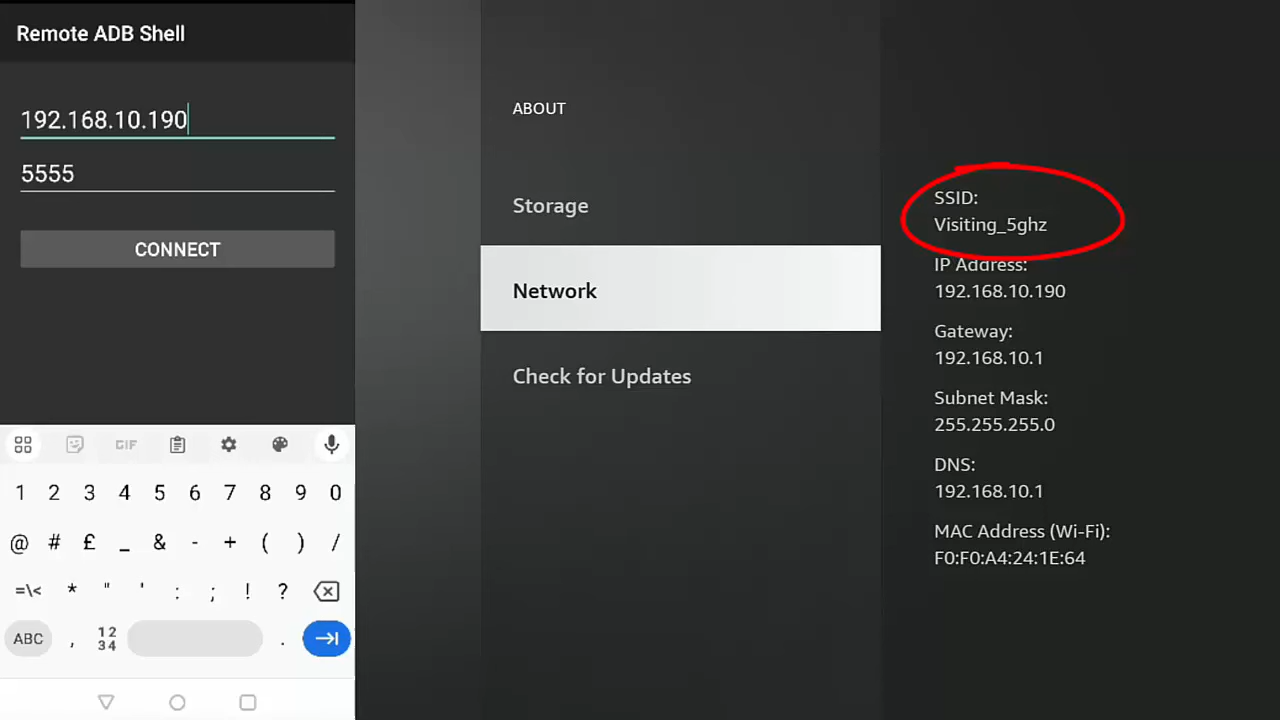 Remote ADB Shell
192.168.10.190
5555
CONNECT
GIF
1 2 3 4 5 6 7 8 9 0
@ # £ _ & - + ( ) /
=\< * " ' : ; ! ?
ABC , 12 34 .
ABOUT
Storage
Network
Check for Updates
SSID:
Visiting_5ghz
IP Address:
192.168.10.190
Gateway:
192.168.10.1
Subnet Mask:
255.255.255.0
DNS:
192.168.10.1
MAC Address (Wi-Fi):
F0:F0:A4:24:1E:64